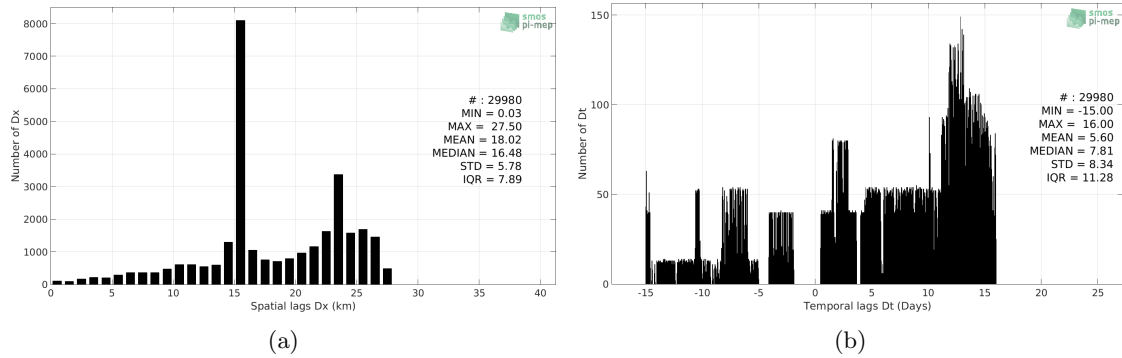 8000
7000
6000
5000
4000
3000
2000
1000
0
Number of Dx
smos
pi-mep
# : 29980
MIN = 0.03
MAX = 27.50
MEAN = 18.02
MEDIAN = 16.48
STD = 5.78
IQR = 7.89
0 5 10 15 20 25 30 35 40
Spatial lags Dx (km)
(a)
150
100
50
0
Number of Dt
smos
pi-mep
# : 29980
MIN = -15.00
MAX = 16.00
MEAN = 5.60
MEDIAN = 7.81
STD = 8.34
IQR = 11.28
-15 -10 -5 0 5 10 15 20 25
Temporal lags Dt (Days)
(b)